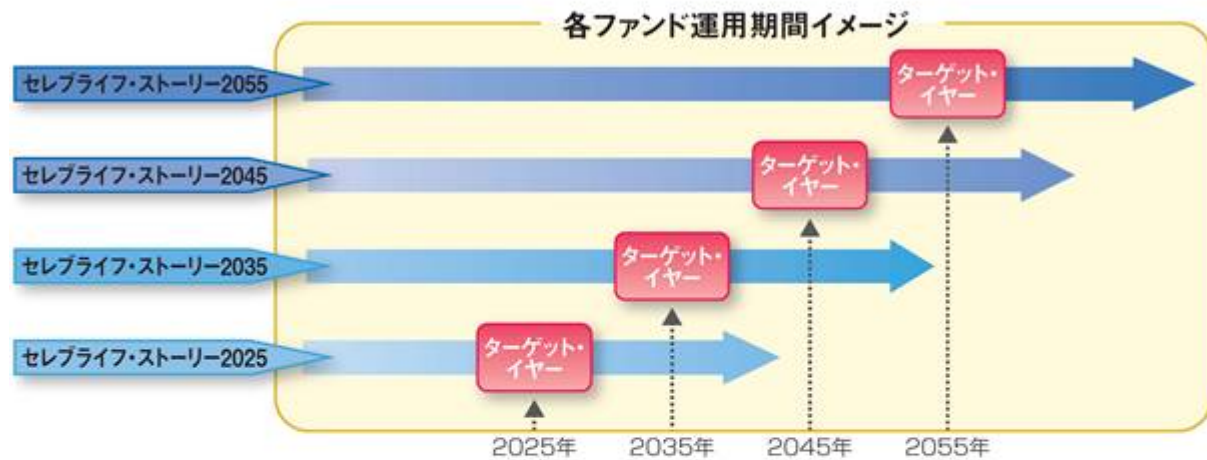 各ファンド運用期間イメージ
セレブライフ・ストーリー2055
ターゲット・
イヤー
セレブライフ・ストーリー2045
ターゲット・
イヤー
セレブライフ・ストーリー2035
ターゲット・
イヤー
セレブライフ・ストーリー2025
ターゲット・
イヤー
2025年 2035年 2045年 2055年